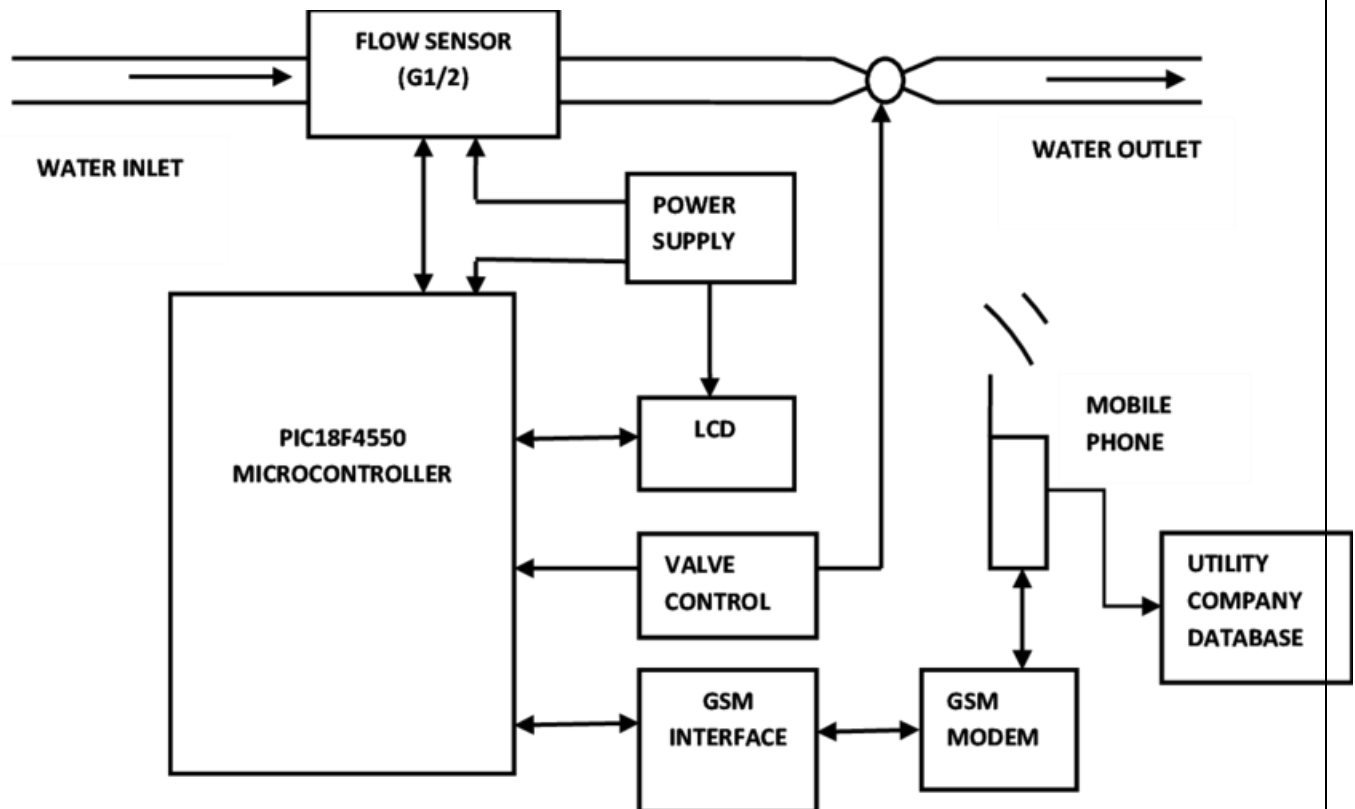 FLOW SENSOR
(G1/2)
WATER INLET
WATER OUTLET
POWER
SUPPLY
PIC18F4550
MICROCONTROLLER
LCD
MOBILE
PHONE
VALVE
CONTROL
UTILITY
COMPANY
DATABASE
GSM
INTERFACE
GSM
MODEM